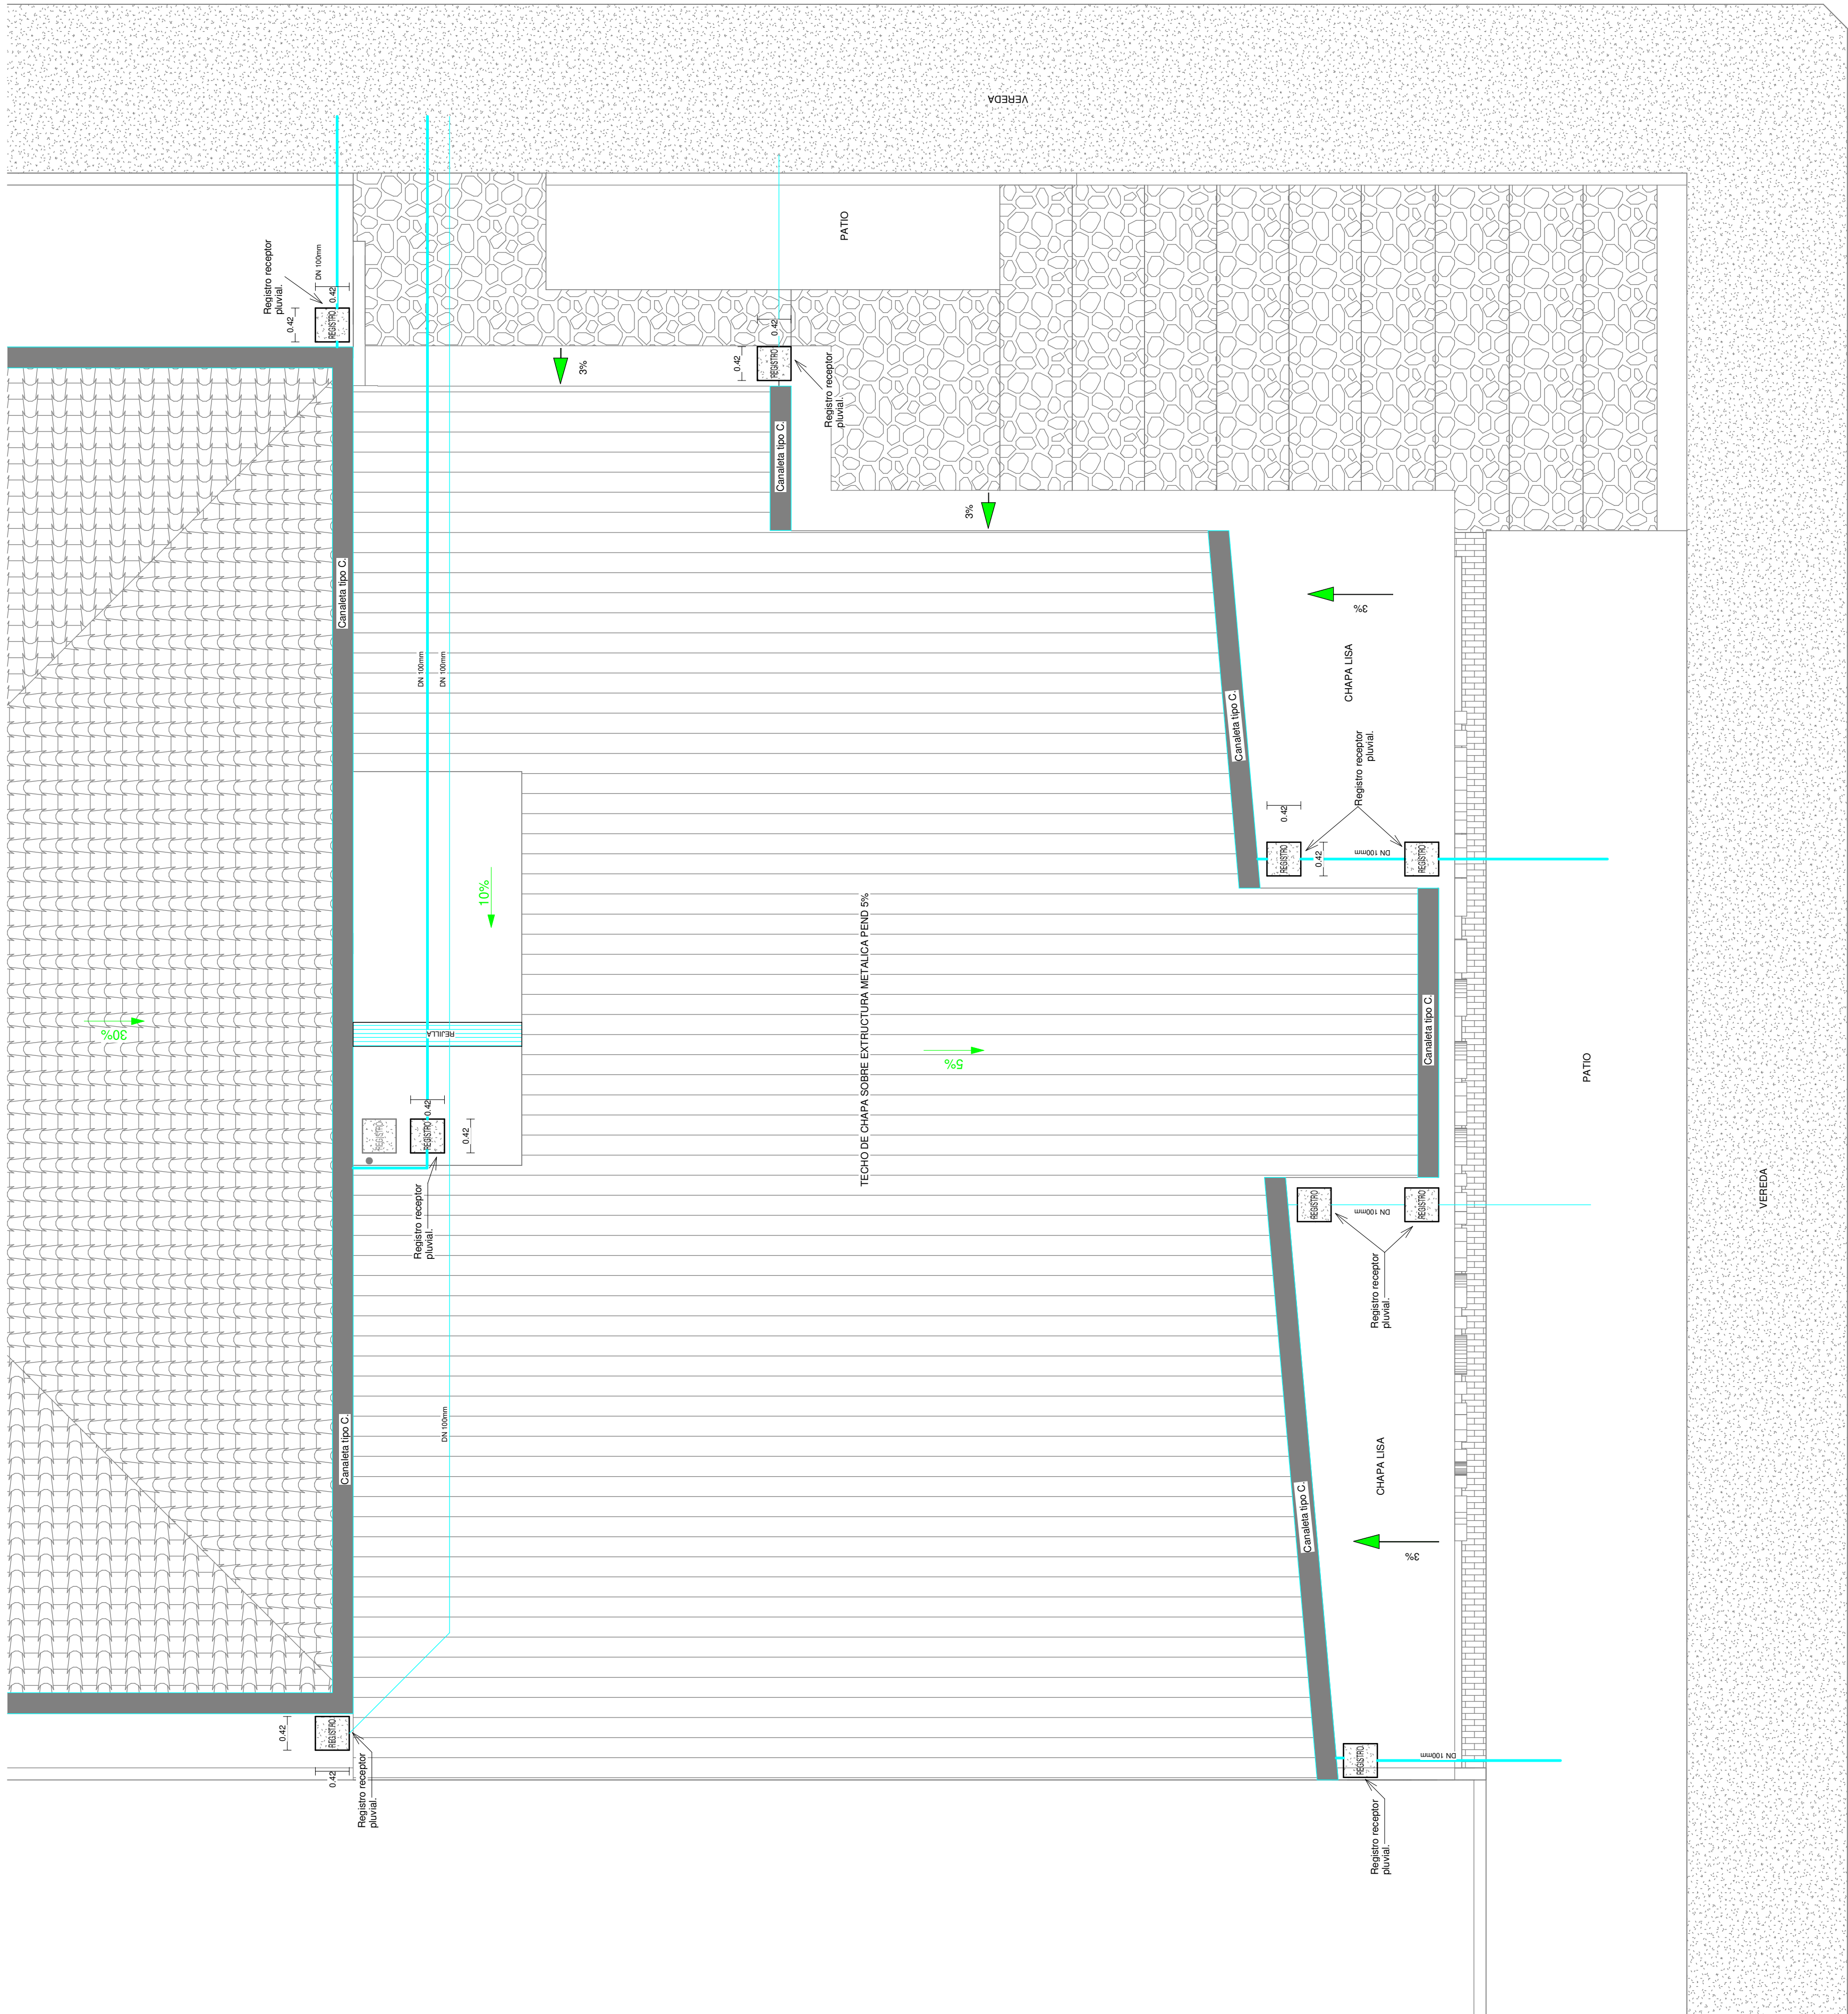 VEREDA
PATIO
Registro receptor
pluvial.
DN 100mm
0.42
0.42
REGISTRO
3%
0.42
0.42
REGISTRO
Registro receptor
pluvial.
Canaleta tipo C.
3%
Canaleta tipo C.
3%
CHAPA LISA
DN 100mm
DN 100mm
Canaleta tipo C.
Registro receptor
pluvial.
0.42
0.42
REGISTRO
DN 100mm
REGISTRO
10%
TECHO DE CHAPA SOBRE EXTRUCTURA METALICA PEND 5%
30%
REJILLA
5%
Canaleta tipo C.
PATIO
VEREDA
REGISTRO
0.42
REGISTRO
0.42
Registro receptor
pluvial.
REGISTRO
DN 100mm
REGISTRO
Registro receptor
pluvial.
Canaleta tipo C.
DN 100mm
CHAPA LISA
Canaleta tipo C.
3%
0.42
REGISTRO
0.42
Registro receptor
pluvial.
REGISTRO
DN 100mm
Registro receptor
pluvial.